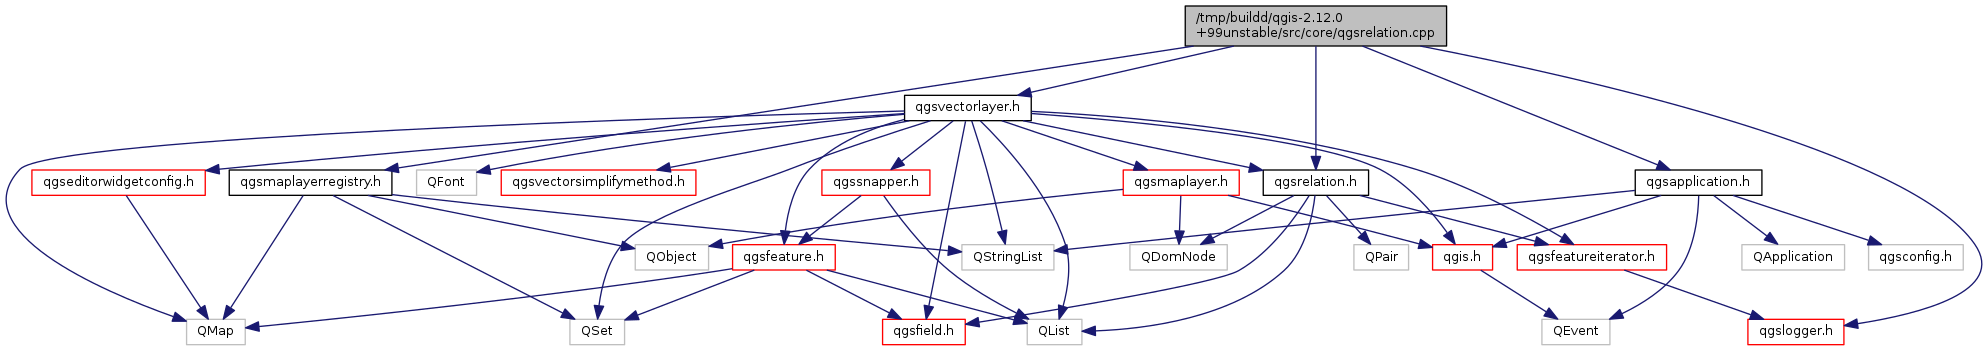 /tmp/buildd/qgis-2.12.0
+99unstable/src/core/qgsrelation.cpp
qgsvectorlayer.h
qgseditorwidgetconfig.h
qgsmaplayerregistry.h
QFont
qgsvectorsimplifymethod.h
qgssnapper.h
qgsmaplayer.h
qgsrelation.h
qgsapplication.h
QObject
qgsfeature.h
QStringList
QDomNode
QPair
qgis.h
qgsfeatureiterator.h
QApplication
qgsconfig.h
QMap
QSet
qgsfield.h
QList
QEvent
qgslogger.h